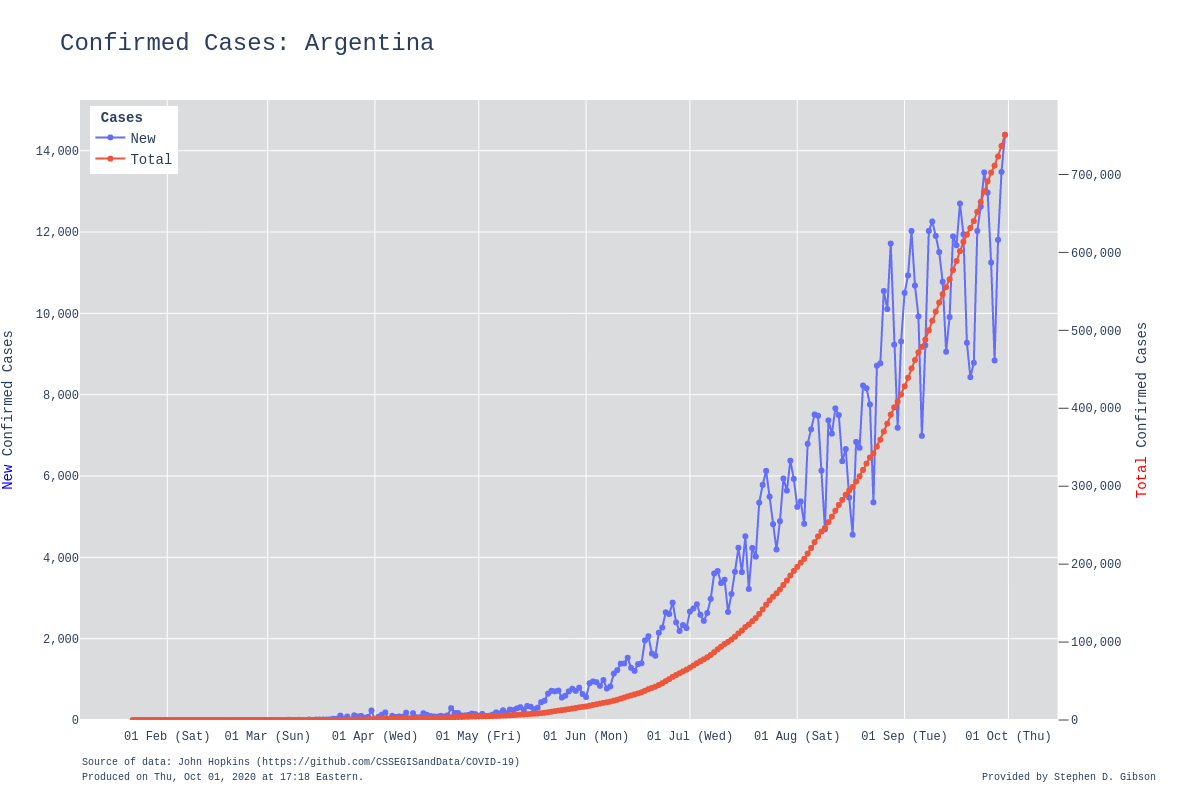 Confirmed Cases: Argentina
Cases
New
Total
14,000
12,000
10,000
8,000
6,000
4,000
2,000
0
New Confirmed Cases
700,000
600,000
500,000
400,000
300,000
200,000
100,000
0
Total Confirmed Cases
01 Feb (Sat)
01 Mar (Sun)
01 Apr (Wed)
01 May (Fri)
01 Jun (Mon)
01 Jul (Wed)
01 Aug (Sat)
01 Sep (Tue)
01 Oct (Thu)
Source of data: John Hopkins (https://github.com/CSSEGISandData/COVID-19)
Produced on Thu, Oct 01, 2020 at 17:18 Eastern.
Provided by Stephen D. Gibson